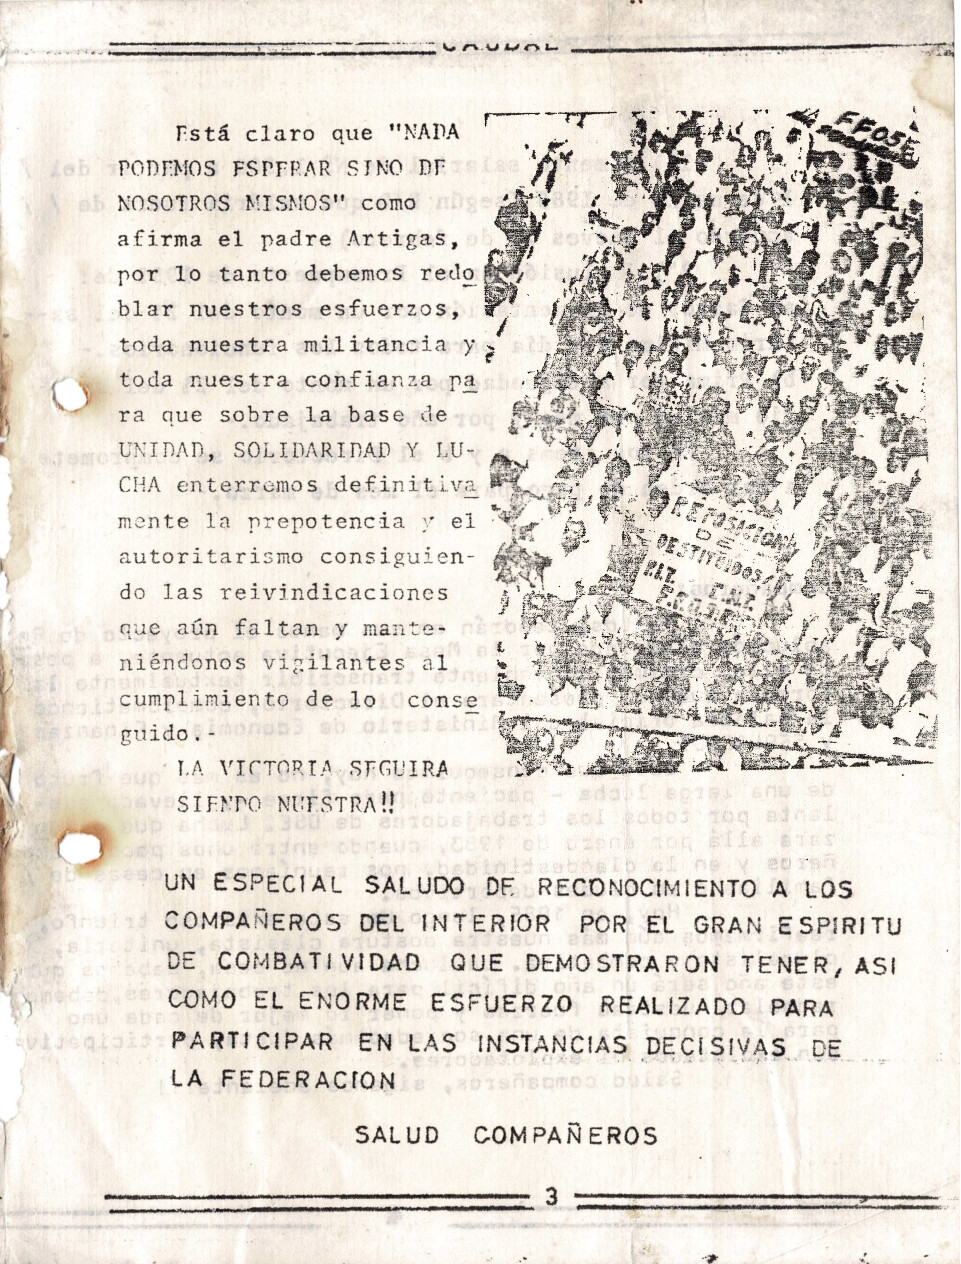 CAUDAL
Está claro que "NADA
PODEMOS ESPERAR SINO DE
NOSOTROS MISMOS" como
afirma el padre Artigas,
por lo tanto debemos redo
blar nuestros esfuerzos,
toda nuestra militancia y
toda nuestra confianza pa
ra que sobre la base de
UNIDAD, SOLIDARIDAD Y LU-
CHA enterremos definitiva
mente la prepotencia y el
autoritarismo consiguien-
do las reivindicaciones
que aún faltan y mante-
niéndonos vigilantes al
cumplimiento de lo conse
guido.-
LA VICTORIA SEGUIRA
SIENDO NUESTRA!!
FFOSE
REPOSICION
DE
DESTITUIDOS/
P.I.T. C.N.T.
F.F.O.S.E.
UN ESPECIAL SALUDO DE RECONOCIMIENTO A LOS
COMPAÑEROS DEL INTERIOR POR EL GRAN ESPIRITU
DE COMBATIVIDAD QUE DEMOSTRARON TENER, ASI
COMO EL ENORME ESFUERZO REALIZADO PARA
PARTICIPAR EN LAS INSTANCIAS DECISIVAS DE
LA FEDERACION
SALUD COMPAÑEROS
3